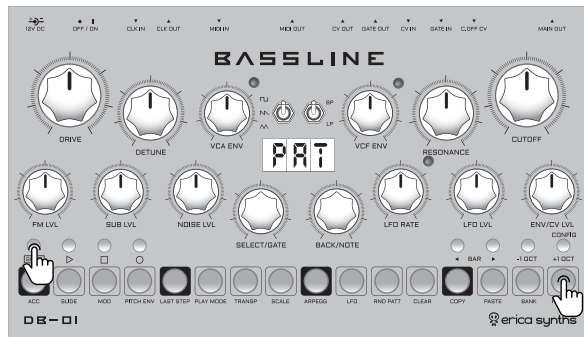 12V DC OFF / ON CLK IN CLK OUT MIDI IN MIDI OUT CV OUT GATE OUT CV IN GATE IN C.OFF CV MAIN OUT
BASSLINE
BP
LP
DRIVE DETUNE VCA ENV VCF ENV RESONANCE CUTOFF
PAT
FM LVL SUB LVL NOISE LVL SELECT/GATE BACK/NOTE LFO RATE LFO LVL ENV/CV LVL
CONFIG
BAR -1 OCT +1 OCT
ACC SLIDE MOD PITCH ENV LAST STEP PLAY MODE TRANSP SCALE ARPEGG LFO RND PATT CLEAR COPY PASTE BANK
DB-01 erica synths